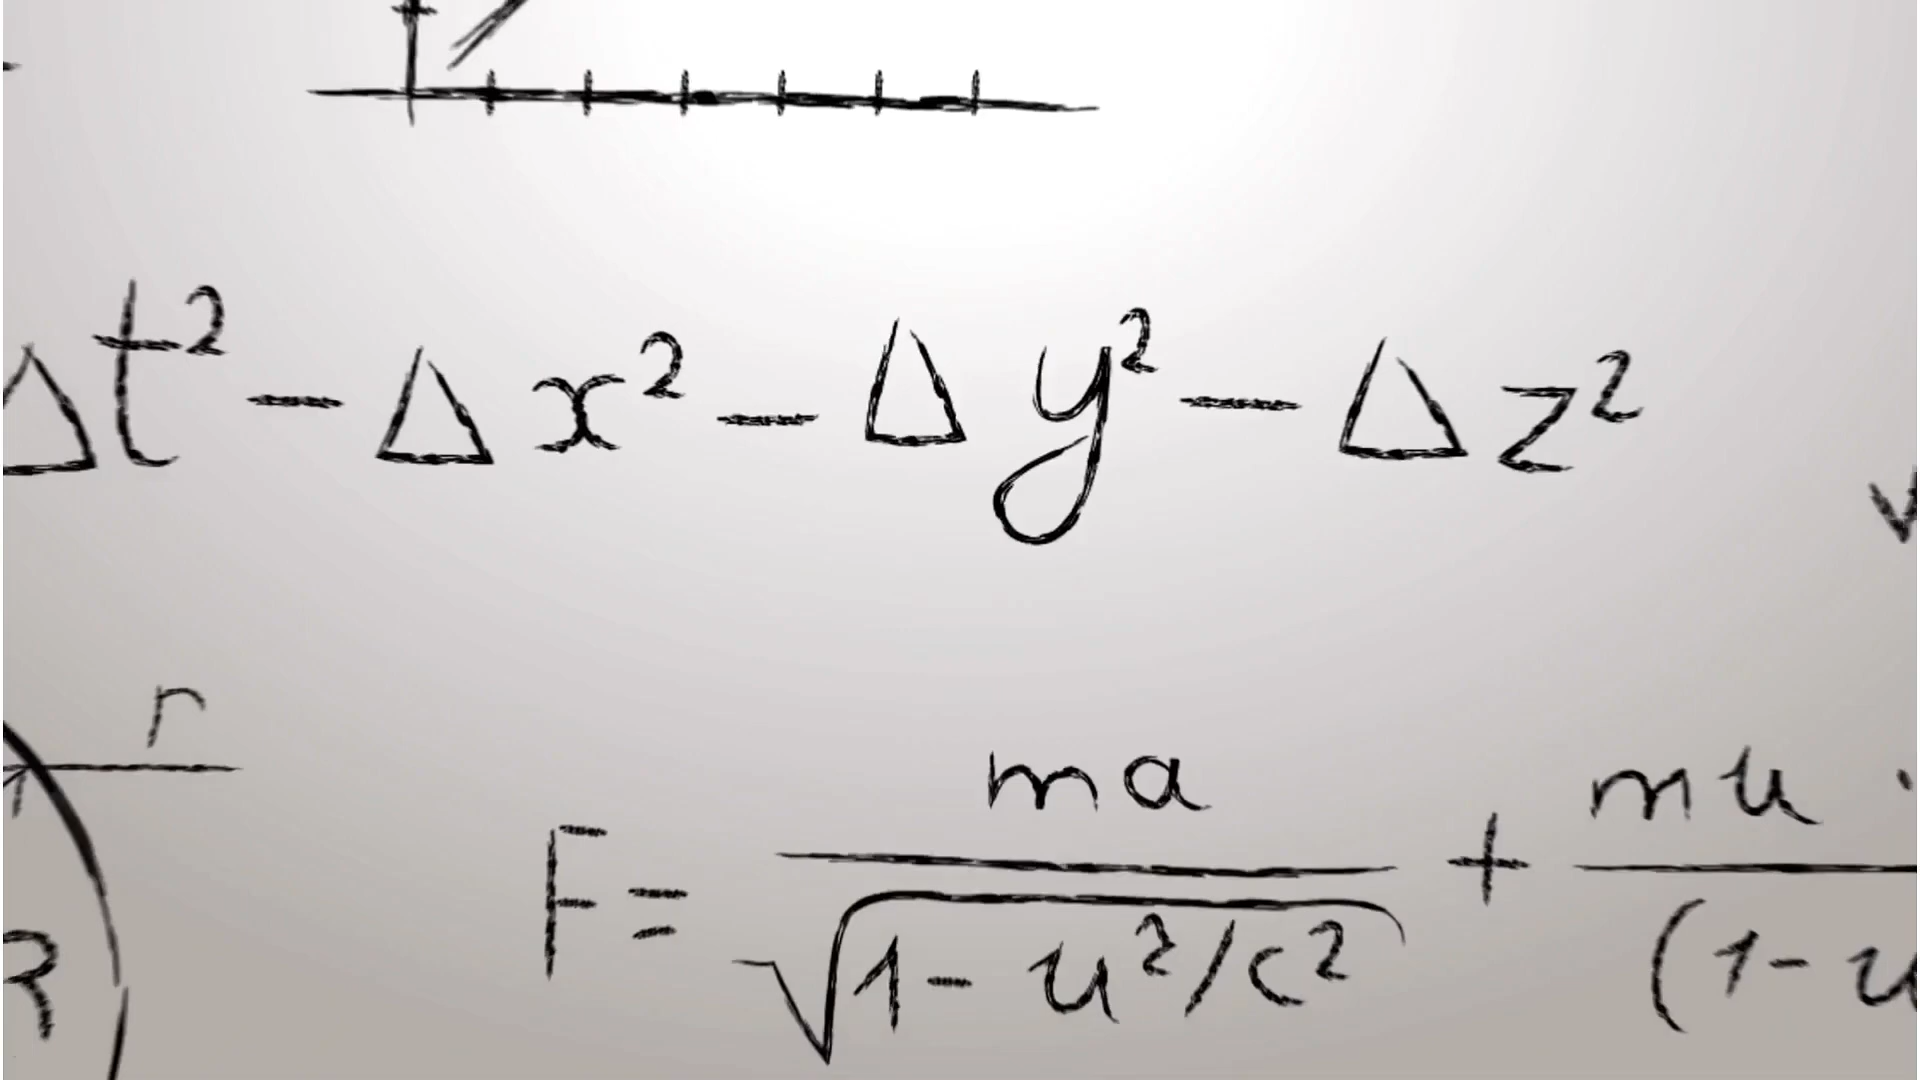 Δt² - Δx² - Δy² - Δz²
r
F = ma / √(1 - u²/c²) + mu · / (1 - u